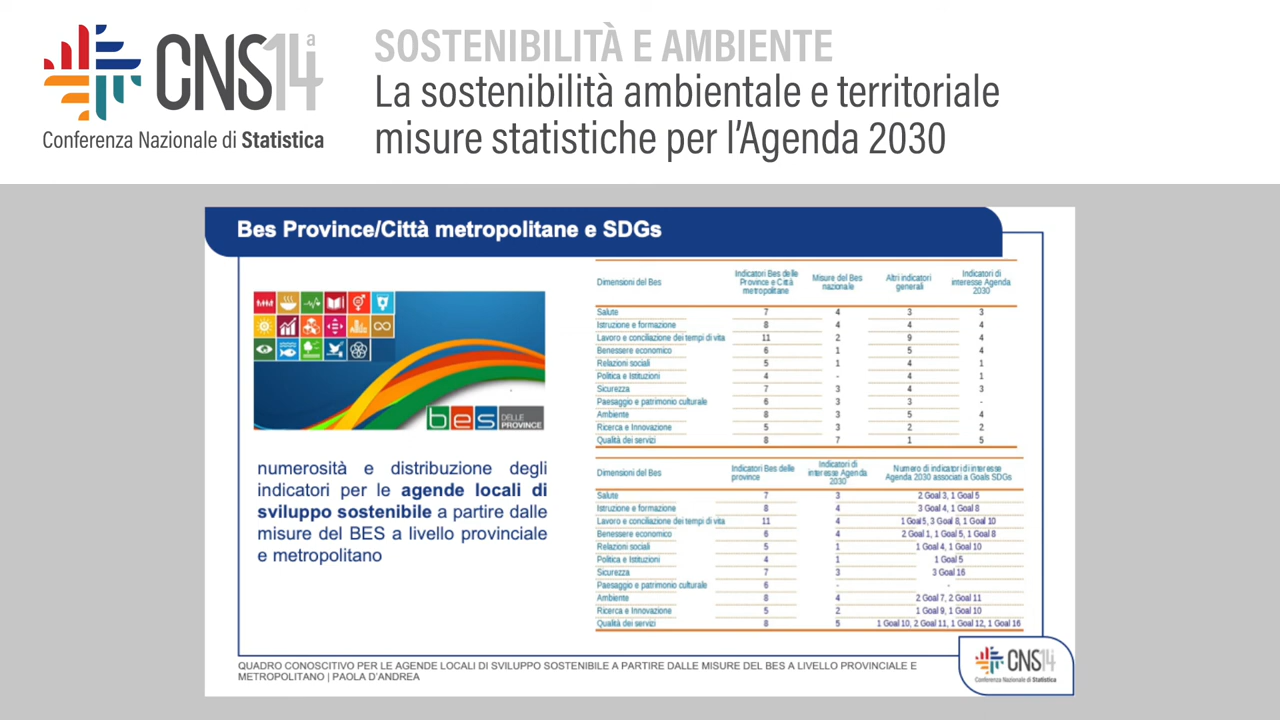 CNS14a
Conferenza Nazionale di Statistica
SOSTENIBILITÀ E AMBIENTE
La sostenibilità ambientale e territoriale
misure statistiche per l'Agenda 2030
Bes Province/Città metropolitane e SDGs
bes DELLE
PROVINCE
numerosità e distribuzione degli
indicatori per le agende locali di
sviluppo sostenibile a partire dalle
misure del BES a livello provinciale
e metropolitano
Dimensioni del Bes
Indicatori Bes delle
Province e Città
metropolitane
Misure del Bes
nazionale
Altri indicatori
generali
Indicatori di
interesse Agenda
2030
Salute 7 4 3 3
Istruzione e formazione 8 4 4 4
Lavoro e conciliazione dei tempi di vita 11 2 9 4
Benessere economico 6 1 5 4
Relazioni sociali 5 1 4 1
Politica e Istituzioni 4 - 4 1
Sicurezza 7 3 4 3
Paesaggio e patrimonio culturale 6 3 3 -
Ambiente 8 3 5 4
Ricerca e Innovazione 5 3 2 2
Qualità dei servizi 8 7 1 5
Dimensioni del Bes
Indicatori Bes delle
province
Indicatori di
interesse Agenda
2030
Numero di indicatori di interesse
Agenda 2030 associati a Goals SDGs
Salute 7 3 2 Goal 3, 1 Goal 5
Istruzione e formazione 8 4 3 Goal 4, 1 Goal 8
Lavoro e conciliazione dei tempi di vita 11 4 1 Goal 5, 3 Goal 8, 1 Goal 10
Benessere economico 6 4 2 Goal 1, 1 Goal 5, 1 Goal 8
Relazioni sociali 5 1 1 Goal 4, 1 Goal 10
Politica e Istituzioni 4 1 1 Goal 5
Sicurezza 7 3 3 Goal 16
Paesaggio e patrimonio culturale 6 - -
Ambiente 8 4 2 Goal 7, 2 Goal 11
Ricerca e Innovazione 5 2 1 Goal 9, 1 Goal 10
Qualità dei servizi 8 5 1 Goal 10, 2 Goal 11, 1 Goal 12, 1 Goal 16
QUADRO CONOSCITIVO PER LE AGENDE LOCALI DI SVILUPPO SOSTENIBILE A PARTIRE DALLE MISURE DEL BES A LIVELLO PROVINCIALE E
METROPOLITANO | PAOLA D'ANDREA
CNS14
Conferenza Nazionale di Statistica